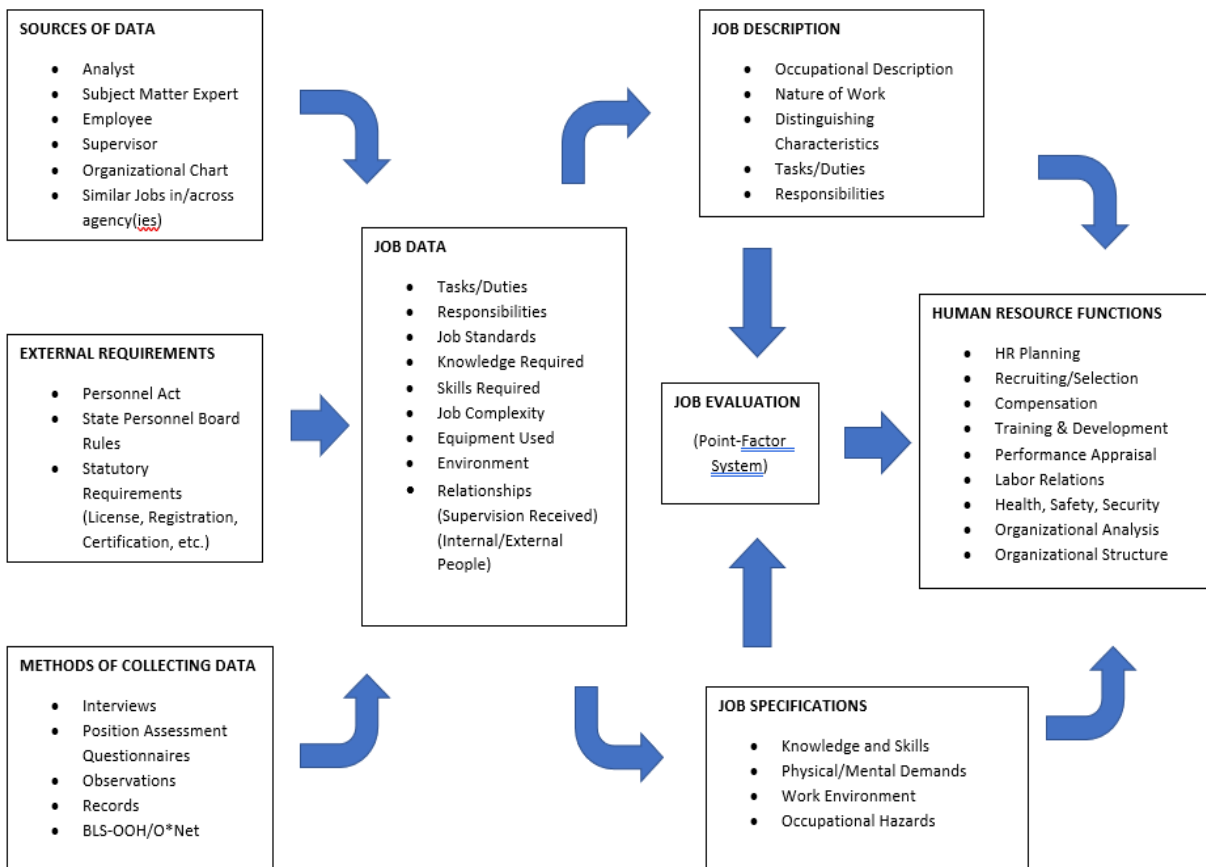 SOURCES OF DATA
• Analyst
• Subject Matter Expert
• Employee
• Supervisor
• Organizational Chart
• Similar Jobs in/across
agency(ies)
EXTERNAL REQUIREMENTS
• Personnel Act
• State Personnel Board
Rules
• Statutory
Requirements
(License, Registration,
Certification, etc.)
METHODS OF COLLECTING DATA
• Interviews
• Position Assessment
Questionnaires
• Observations
• Records
• BLS-OOH/O*Net
JOB DATA
• Tasks/Duties
• Responsibilities
• Job Standards
• Knowledge Required
• Skills Required
• Job Complexity
• Equipment Used
• Environment
• Relationships
(Supervision Received)
(Internal/External
People)
JOB DESCRIPTION
• Occupational Description
• Nature of Work
• Distinguishing
Characteristics
• Tasks/Duties
• Responsibilities
JOB EVALUATION
(Point-Factor
System)
JOB SPECIFICATIONS
• Knowledge and Skills
• Physical/Mental Demands
• Work Environment
• Occupational Hazards
HUMAN RESOURCE FUNCTIONS
• HR Planning
• Recruiting/Selection
• Compensation
• Training & Development
• Performance Appraisal
• Labor Relations
• Health, Safety, Security
• Organizational Analysis
• Organizational Structure